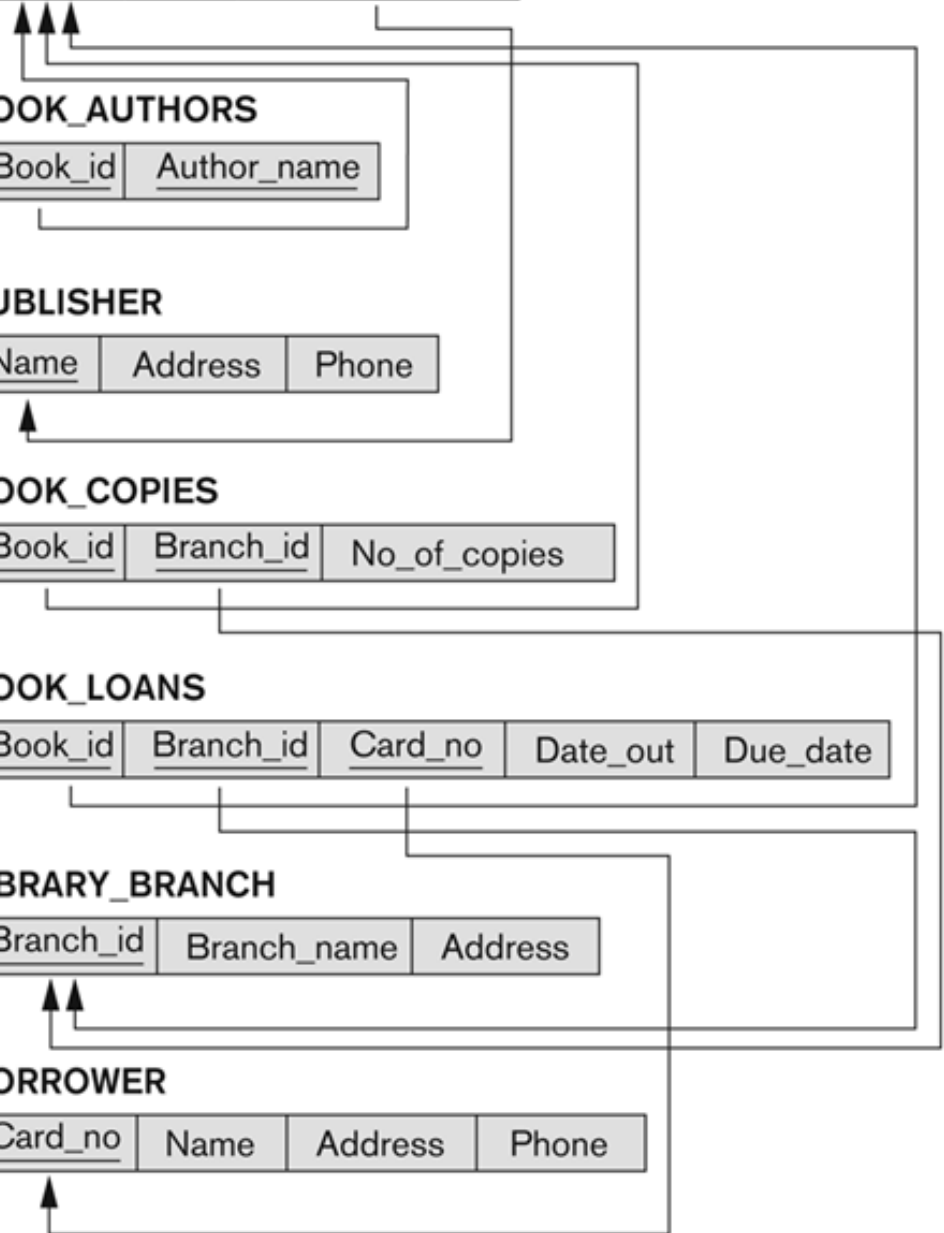 OOK_AUTHORS
Book_id Author_name
UBLISHER
Name Address Phone
OOK_COPIES
Book_id Branch_id No_of_copies
OOK_LOANS
Book_id Branch_id Card_no Date_out Due_date
BRARY_BRANCH
Branch_id Branch_name Address
ORROWER
Card_no Name Address Phone